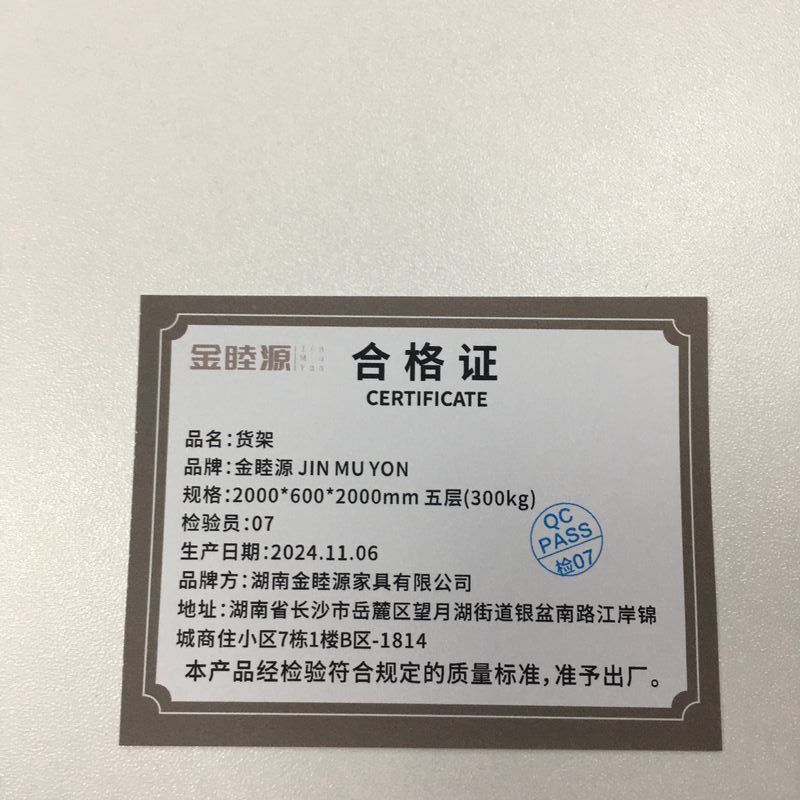 金睦源 Jin Mu Yuan
合格证
CERTIFICATE
品名:货架
品牌:金睦源 JIN MU YON
规格:2000*600*2000mm 五层(300kg)
检验员:07
生产日期:2024.11.06
品牌方:湖南金睦源家具有限公司
地址:湖南省长沙市岳麓区望月湖街道银盆南路江岸锦
城商住小区7栋1楼B区-1814
本产品经检验符合规定的质量标准,准予出厂。
QC
PASS
检07